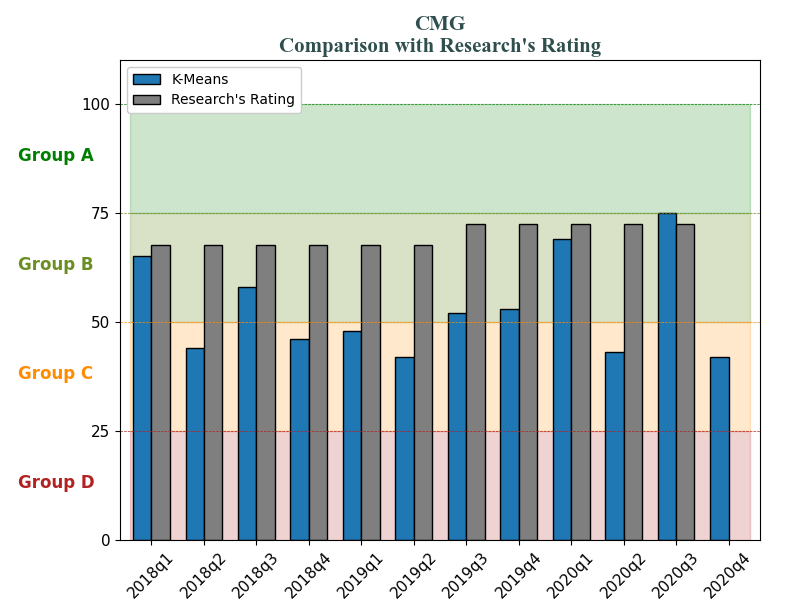 CMG
Comparison with Research's Rating
K-Means
Research's Rating
100
Group A
75
Group B
50
Group C
25
Group D
0
2018q1
2018q2
2018q3
2018q4
2019q1
2019q2
2019q3
2019q4
2020q1
2020q2
2020q3
2020q4